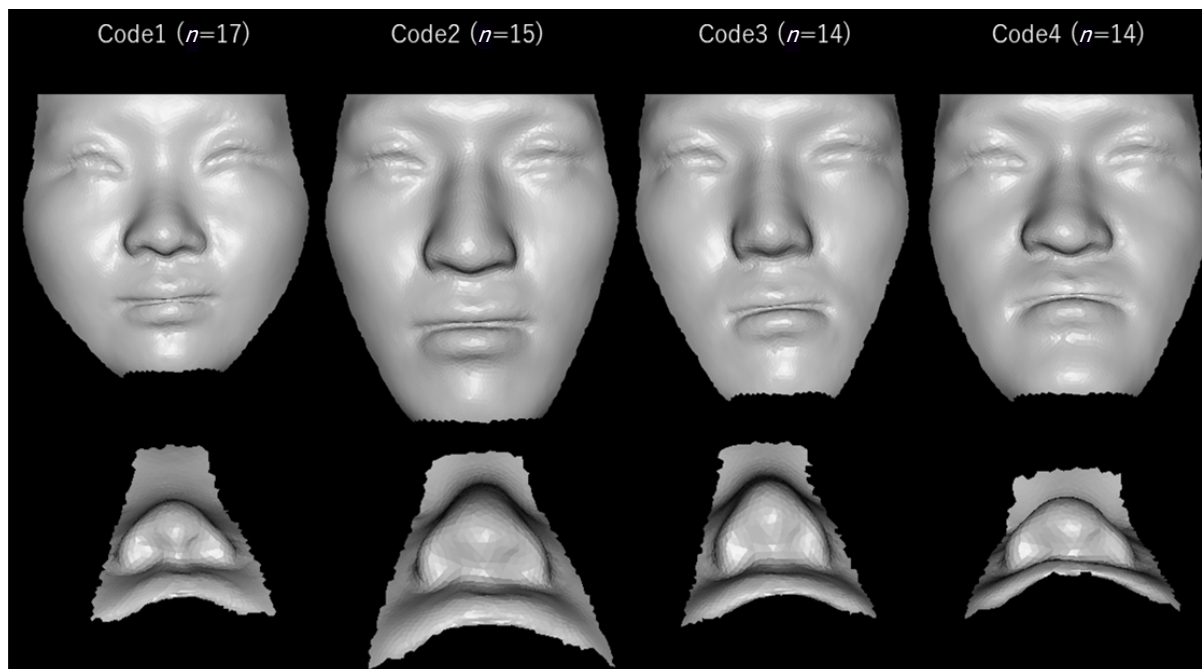 Code1 (n=17)
Code2 (n=15)
Code3 (n=14)
Code4 (n=14)